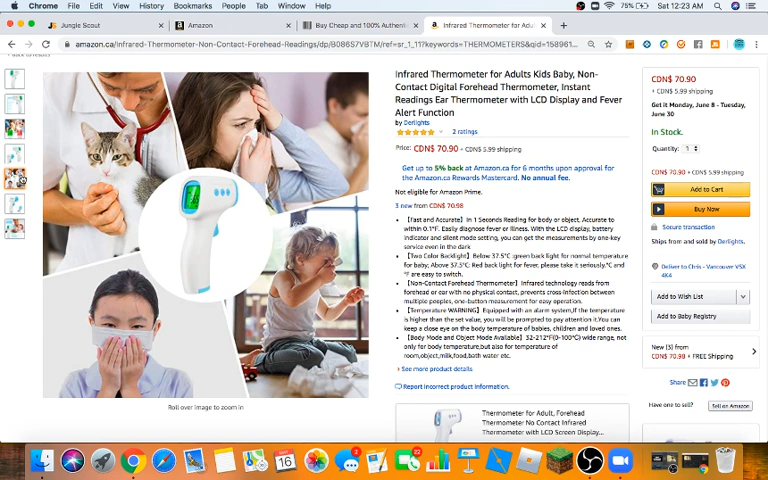 Chrome File Edit View History Bookmarks People Tab Window Help 75% Sat 12:23 AM
Jungle Scout
Amazon
Buy Cheap and 100% Authenti
Infrared Thermometer for Adu
amazon.ca/Infrared-Thermometer-Non-Contact-Forehead-Readings/dp/B086S7VBTM/ref=sr_1_11?keywords=THERMOMETERS&qid=158961...
Infrared Thermometer for Adults Kids Baby, Non-
Contact Digital Forehead Thermometer, Instant
Readings Ear Thermometer with LCD Display and Fever
Alert Function
by Derlights
2 ratings
Price: CDN$ 70.90 + CDN$ 5.99 shipping
Get up to 5% back at Amazon.ca for 6 months upon approval for
the Amazon.ca Rewards Mastercard. No annual fee.
Not eligible for Amazon Prime.
3 new from CDN$ 70.98
【Fast and Accurate】In 1 Seconds Reading for body or object, Accurate to
within 0.1°F. Easily diagnose fever or illness. With the LCD display, battery
indicator and silent mode setting, you can get the measurements by one-key
service even in the dark
【Two Color Backlight】Below 37.5℃ :green back light for normal temperature
for baby; Above 37.5℃: Red back light for fever, please take it seriously.℃ and
°F are easy to switch.
【Non-Contact Forehead Thermometer】Infrared technology reads from
forehead or ear with no physical contact, prevents cross-infection between
multiple peoples, one-button measurement for easy operation.
【Temperature WARNING】Equipped with an alarm system,If the temperature
is higher than the set value, you will be prompted to pay attention it.You can
keep a close eye on the body temperature of babies, children and loved ones.
【Body Mode and Object Mode Available】32-212°F(0-100℃) wide range, not
only for body temperature,but also for temperature of
room,object,milk,food,bath water etc.
See more product details
Report incorrect product information.
Thermometer for Adult, Forehead
Thermometer No Contact Infrared
Thermometer with LCD Screen Display...
Roll over image to zoom in
CDN$ 70.90
+ CDN$ 5.99 shipping
Get it Monday, June 8 - Tuesday,
June 30
In Stock.
Quantity: 1
CDN$ 70.90 + CDN$ 5.99 shipping
Add to Cart
Buy Now
Secure transaction
Ships from and sold by Derlights.
Deliver to Chris - Vancouver V5X
4K4
Add to Wish List
Add to Baby Registry
New (3) from
CDN$ 70.98 + FREE Shipping
Share
Have one to sell?
Sell on Amazon
16